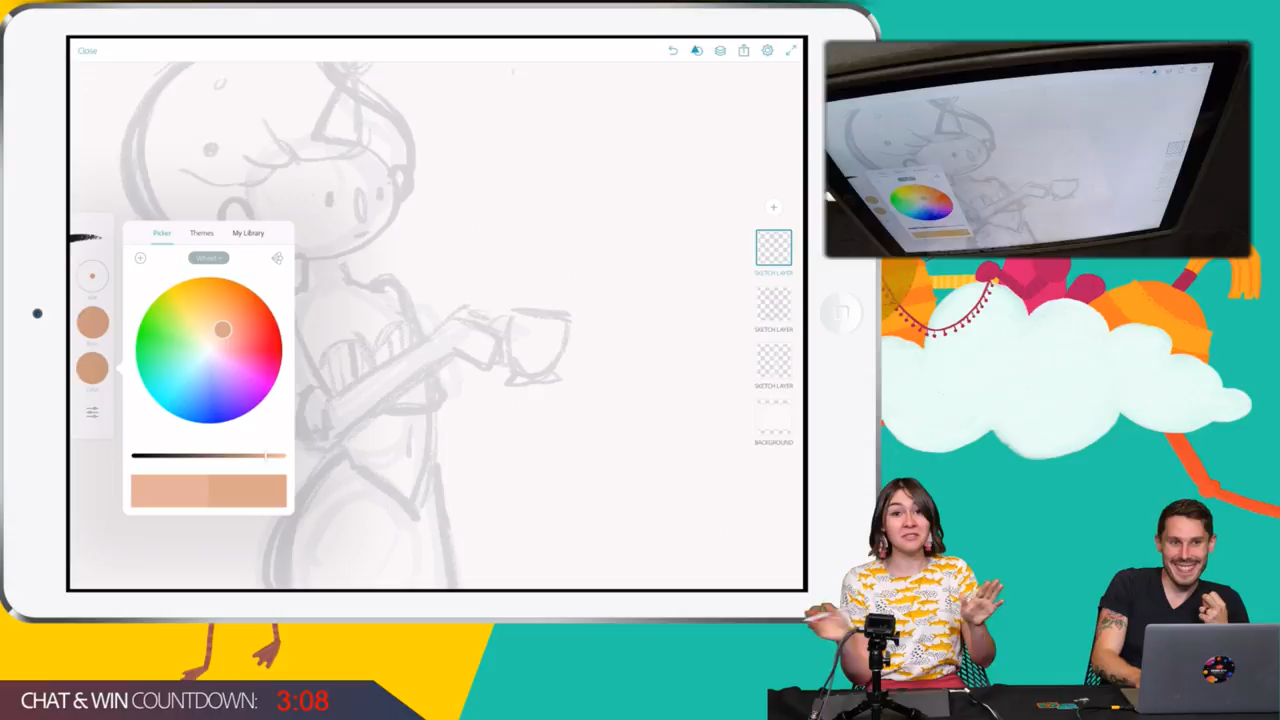 Close
Picker Themes My Library
Wheel
SKETCH LAYER
SKETCH LAYER
SKETCH LAYER
BACKGROUND
CHAT & WIN COUNTDOWN: 3:08